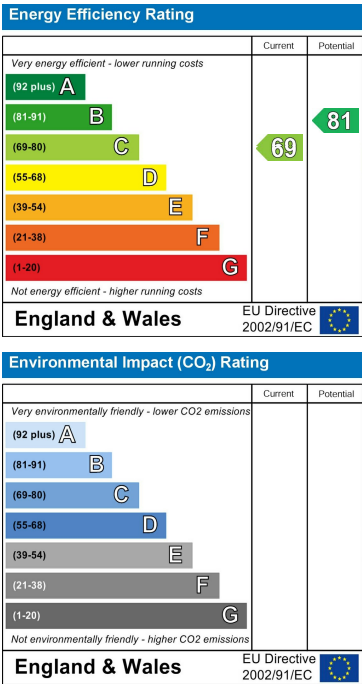 Energy Efficiency Rating
Current Potential
Very energy efficient - lower running costs
(92 plus) A
(81-91) B
81
(69-80) C
69
(55-68) D
(39-54) E
(21-38) F
(1-20) G
Not energy efficient - higher running costs
England & Wales
EU Directive
2002/91/EC
Environmental Impact (CO₂) Rating
Current Potential
Very environmentally friendly - lower CO2 emissions
(92 plus) A
(81-91) B
(69-80) C
(55-68) D
(39-54) E
(21-38) F
(1-20) G
Not environmentally friendly - higher CO2 emissions
England & Wales
EU Directive
2002/91/EC